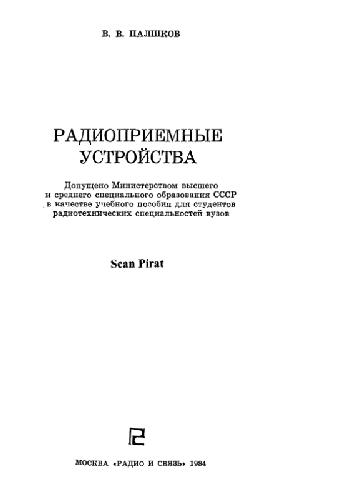 В. В. ПАЛШКОВ
РАДИОПРИЕМНЫЕ
УСТРОЙСТВА
Допущено Министерством высшего
и среднего специального образования СССР
в качестве учебного пособия для студентов
радиотехнических специальностей вузов
Scan Pirat
МОСКВА «РАДИО И СВЯЗЬ» 1984